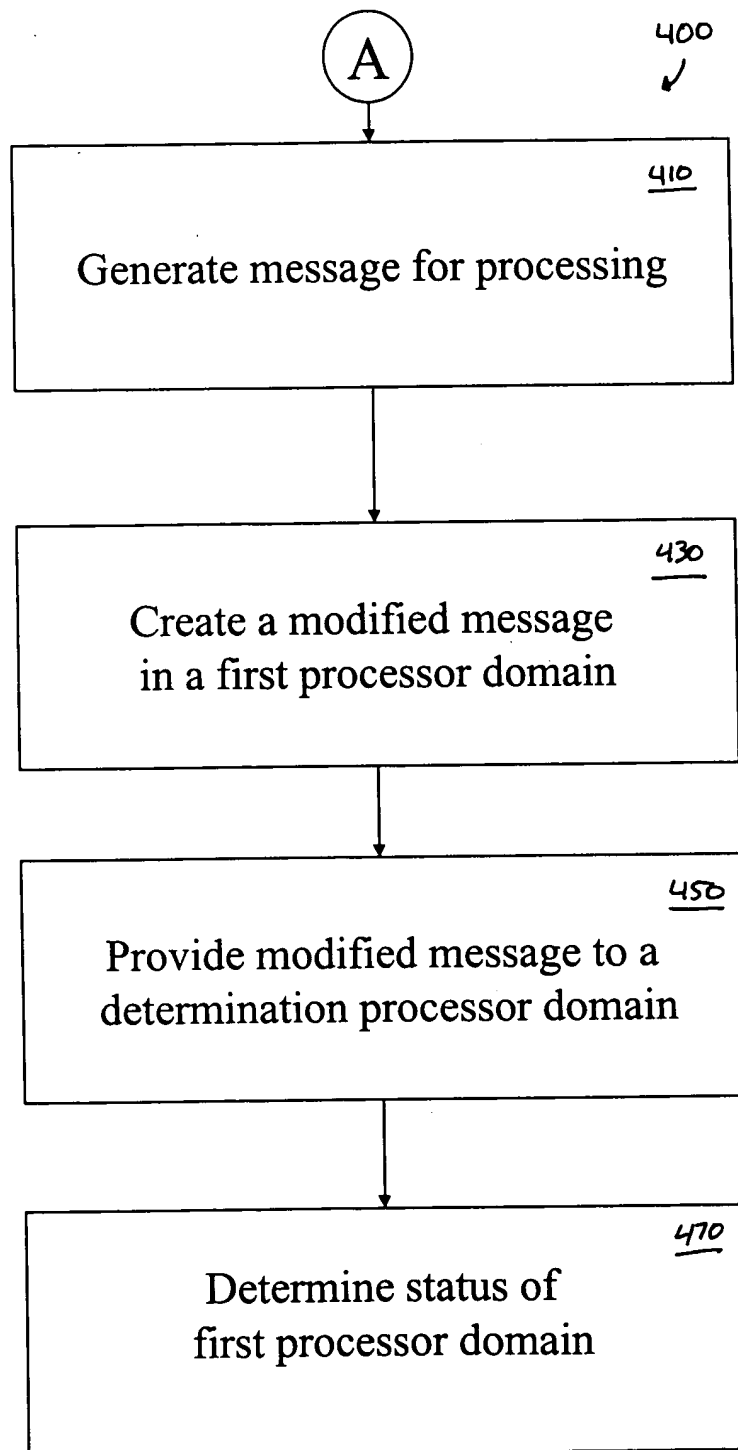 A
400
410
Generate message for processing
430
Create a modified message
in a first processor domain
450
Provide modified message to a
determination processor domain
470
Determine status of
first processor domain